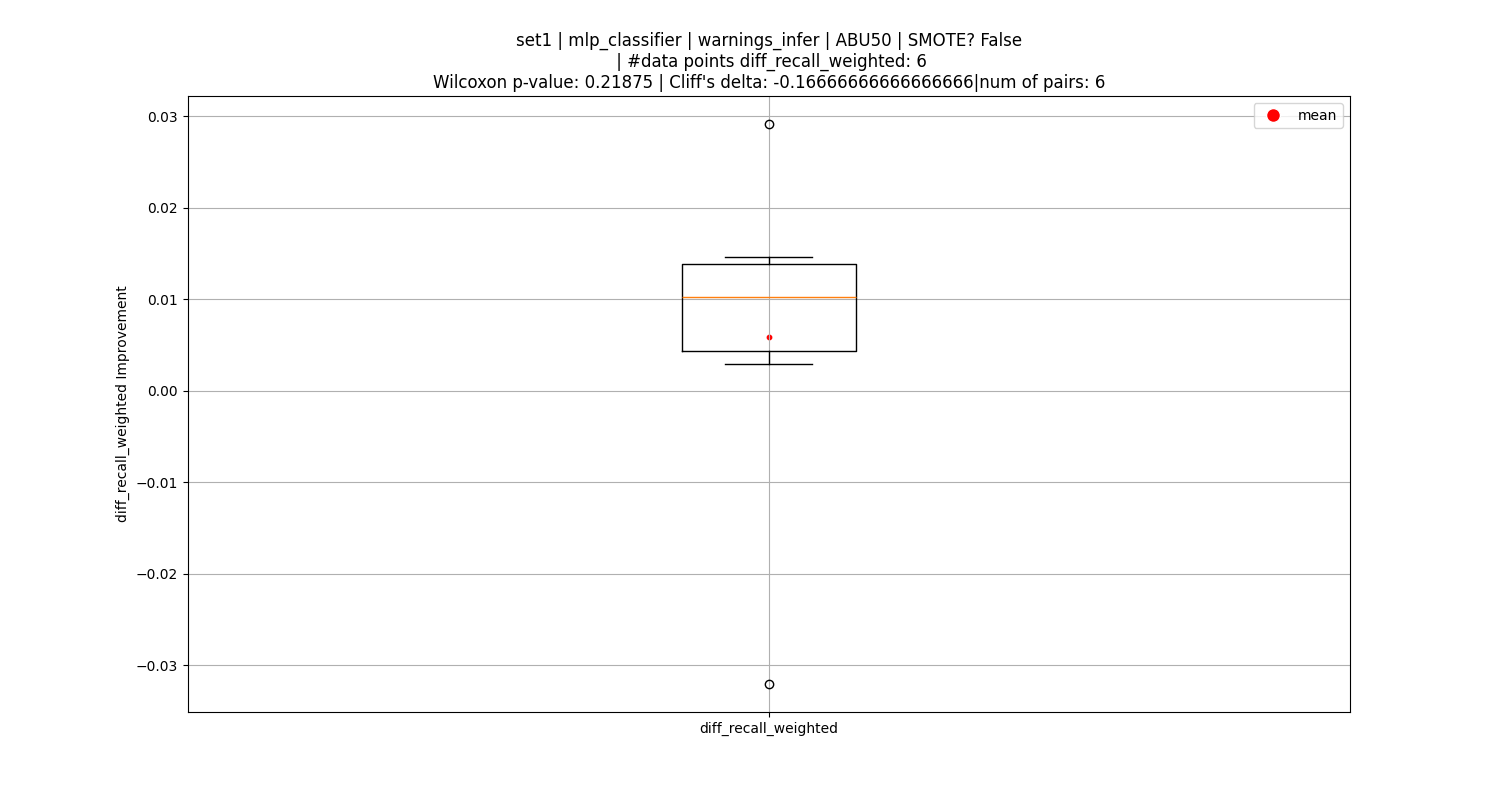 set1 | mlp_classifier | warnings_infer | ABU50 | SMOTE? False
| #data points diff_recall_weighted: 6
Wilcoxon p-value: 0.21875 | Cliff's delta: -0.16666666666666666|num of pairs: 6
mean
0.03
0.02
0.01
0.00
−0.01
−0.02
−0.03
diff_recall_weighted Improvement
diff_recall_weighted